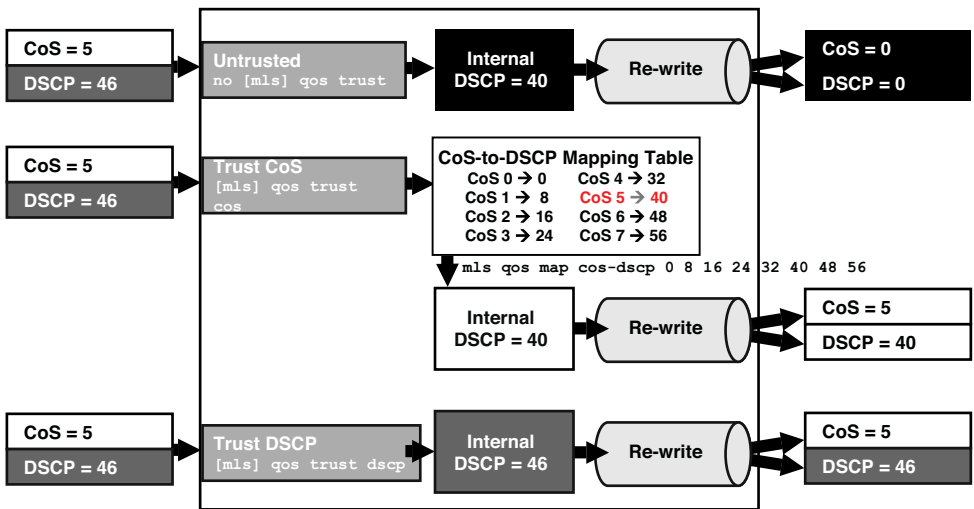 CoS = 5
DSCP = 46
Untrusted
no [mls] qos trust
Internal
DSCP = 40
Re-write
CoS = 0
DSCP = 0
CoS = 5
DSCP = 46
Trust CoS
[mls] qos trust
cos
CoS-to-DSCP Mapping Table
CoS 0 → 0 CoS 4 → 32
CoS 1 → 8 CoS 5 → 40
CoS 2 → 16 CoS 6 → 48
CoS 3 → 24 CoS 7 → 56
mls qos map cos-dscp 0 8 16 24 32 40 48 56
Internal
DSCP = 40
Re-write
CoS = 5
DSCP = 40
CoS = 5
DSCP = 46
Trust DSCP
[mls] qos trust dscp
Internal
DSCP = 46
Re-write
CoS = 5
DSCP = 46